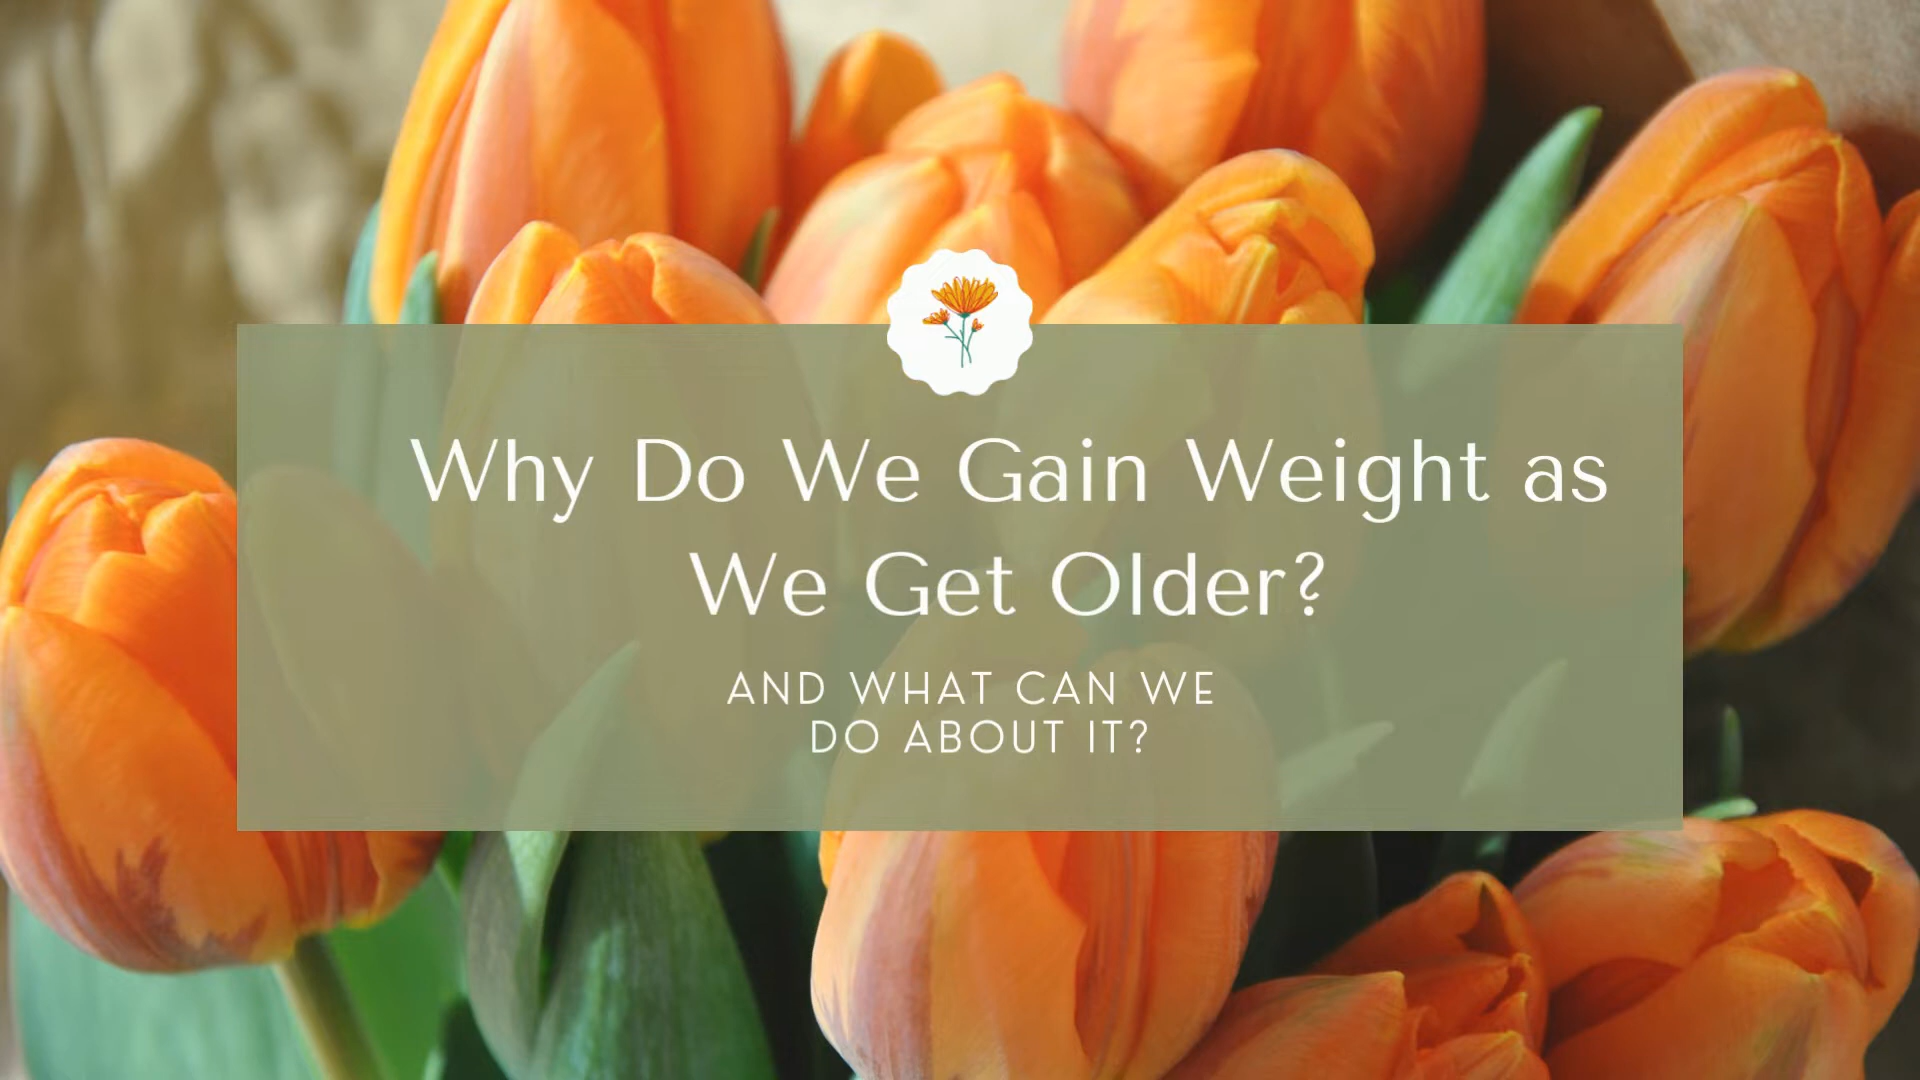 Why Do We Gain Weight as
We Get Older?
AND WHAT CAN WE
DO ABOUT IT?